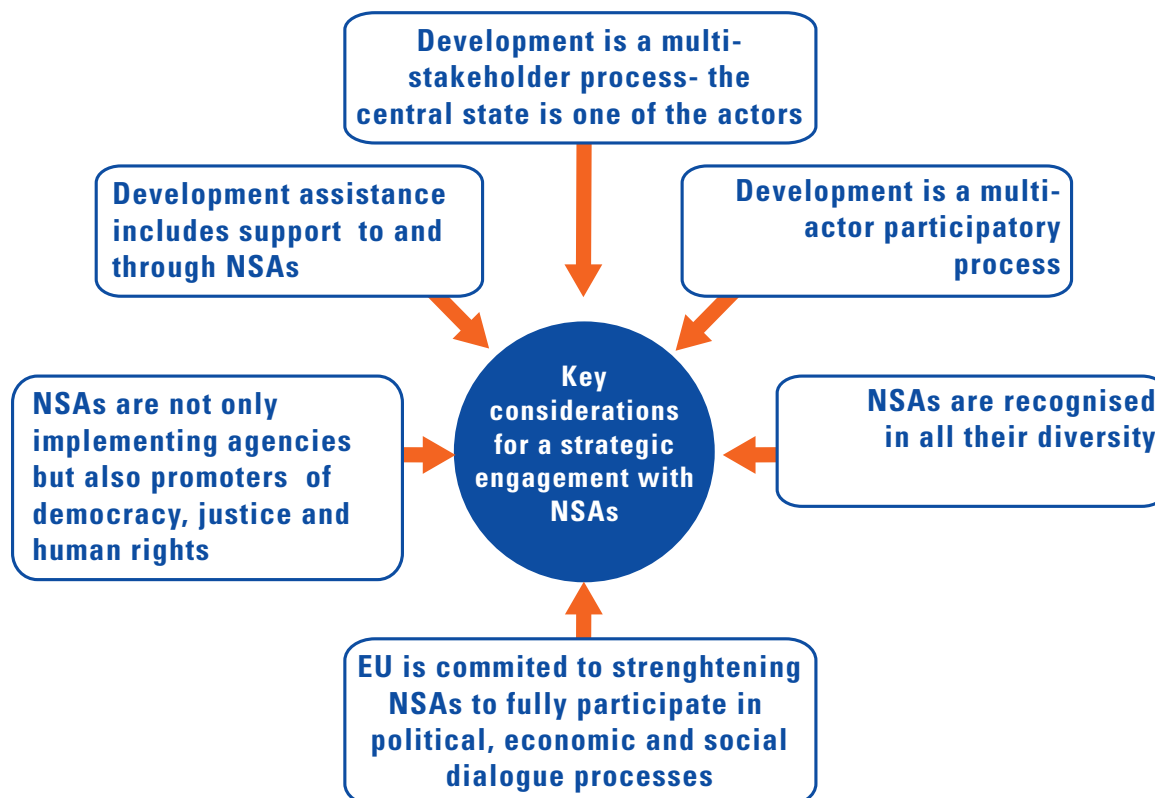 Development is a multi-
stakeholder process- the
central state is one of the actors
Development assistance
includes support to and
through NSAs
Development is a multi-
actor participatory
process
NSAs are not only
implementing agencies
but also promoters of
democracy, justice and
human rights
Key
considerations
for a strategic
engagement with
NSAs
NSAs are recognised
in all their diversity
EU is commited to strenghtening
NSAs to fully participate in
political, economic and social
dialogue processes